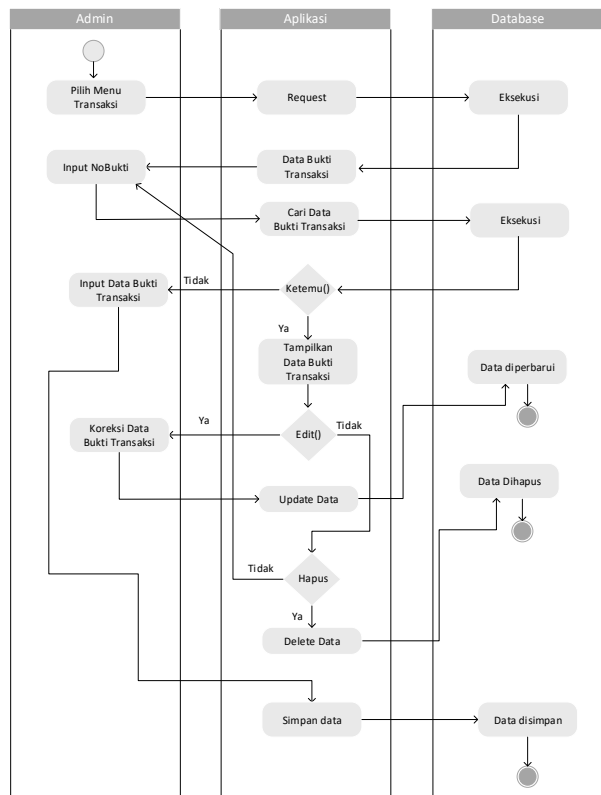 Admin
Aplikasi
Database
Pilih Menu
Transaksi
Request
Eksekusi
Input NoBukti
Data Bukti
Transaksi
Cari Data
Bukti Transaksi
Eksekusi
Input Data Bukti
Transaksi
Tidak
Ketemu()
Ya
Tampilkan
Data Bukti
Transaksi
Data diperbarui
Koreksi Data
Bukti Transaksi
Ya
Edit()
Tidak
Update Data
Data Dihapus
Tidak
Hapus
Ya
Delete Data
Simpan data
Data disimpan